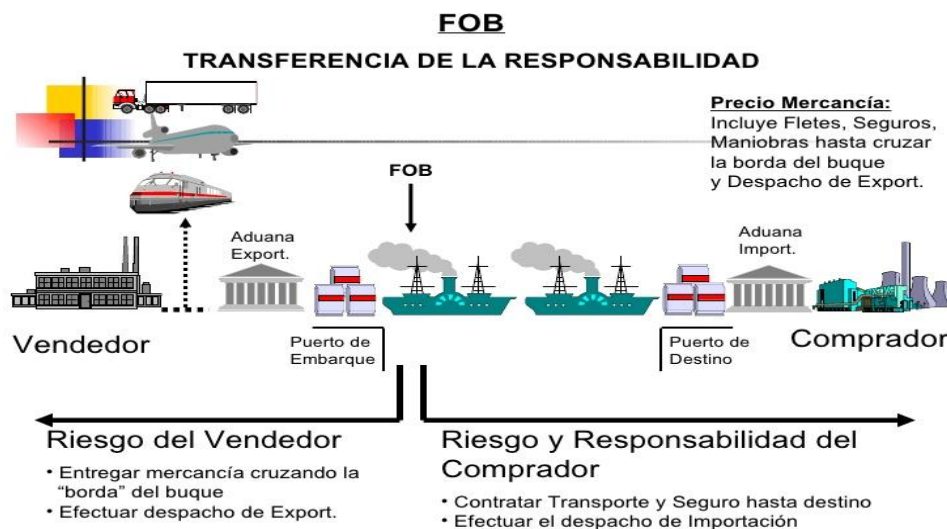 FOB
TRANSFERENCIA DE LA RESPONSABILIDAD
Precio Mercancía:
Incluye Fletes, Seguros,
Maniobras hasta cruzar
la borda del buque
y Despacho de Export.
FOB
Aduana
Export.
Aduana
Import.
Vendedor
Puerto de
Embarque
Puerto de
Destino
Comprador
Riesgo del Vendedor
• Entregar mercancía cruzando la
“borda” del buque
• Efectuar despacho de Export.
Riesgo y Responsabilidad del
Comprador
• Contratar Transporte y Seguro hasta destino
• Efectuar el despacho de Importación